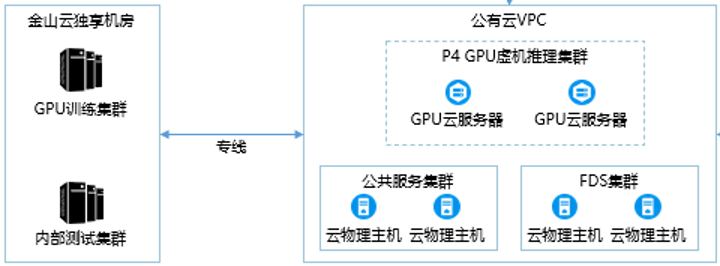 金山云独享机房
GPU训练集群
内部测试集群
专线
公有云VPC
P4 GPU虚机推理集群
GPU云服务器
GPU云服务器
公共服务集群
云物理主机
云物理主机
FDS集群
云物理主机
云物理主机